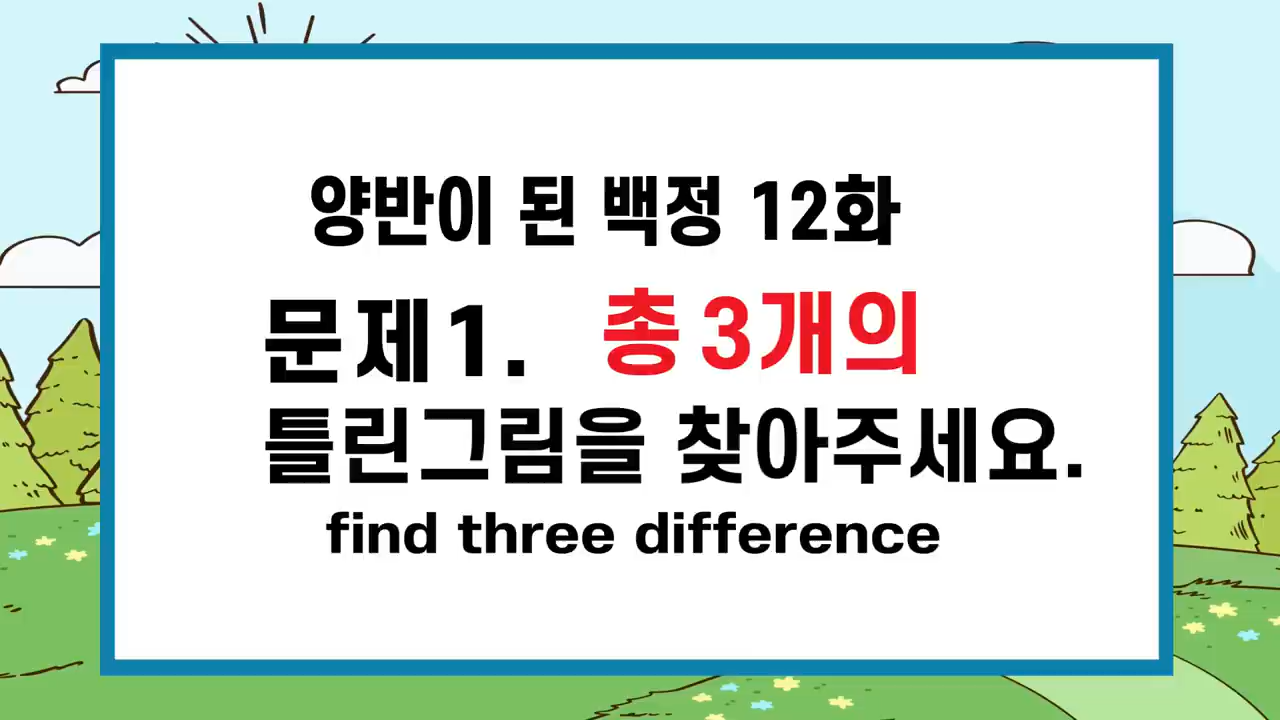 양반이 된 백정 12화
문제1. 총 3개의
틀린그림을 찾아주세요.
find three difference